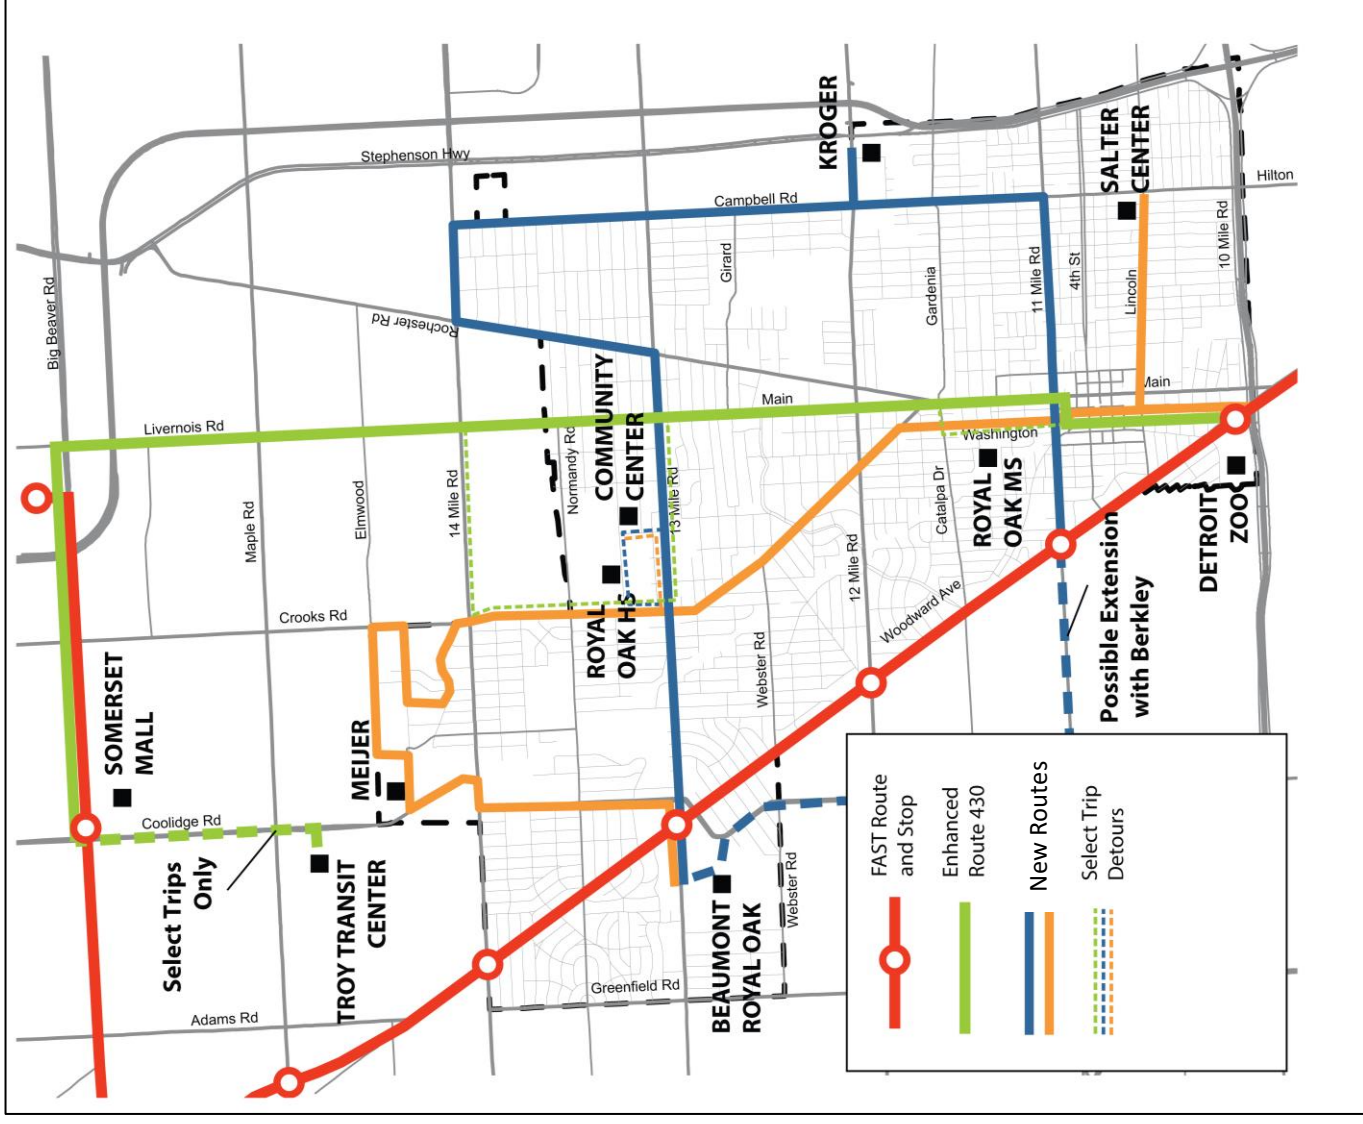 KROGER
SALTER
CENTER
Stephenson Hwy
Campbell Rd
Hilton
10 Mile Rd
Girard
Gardenia
11 Mile Rd
4th St
Lincoln
Big Beaver Rd
Rochester Rd
COMMUNITY
CENTER
Main
Main
Livernois Rd
Washington
Normandy Rd
14 Mile Rd
13 Mile Rd
Maple Rd
Elmwood
ROYAL
OAK MS
Catalpa Dr
12 Mile Rd
DETROIT
ZOO
Possible Extension
with Berkley
Woodward Ave
Crooks Rd
ROYAL
OAK HS
Webster Rd
SOMERSET
MALL
MEIJER
Coolidge Rd
Select Trips
Only
TROY TRANSIT
CENTER
BEAUMONT
ROYAL OAK
Webster Rd
Greenfield Rd
Adams Rd
FAST Route
and Stop
Enhanced
Route 430
New Routes
Select Trip
Detours